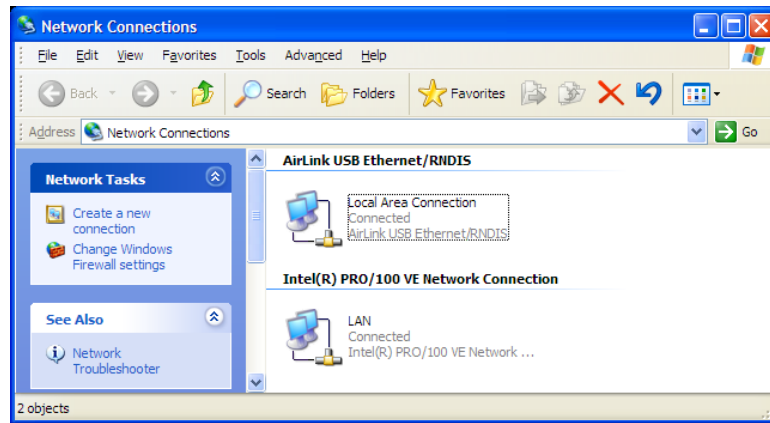 Network Connections
File Edit View Favorites Tools Advanced Help
Back Search Folders Favorites
Address Network Connections Go
Network Tasks
Create a new
connection
Change Windows
Firewall settings
See Also
Network
Troubleshooter
AirLink USB Ethernet/RNDIS
Local Area Connection
Connected
AirLink USB Ethernet/RNDIS
Intel(R) PRO/100 VE Network Connection
LAN
Connected
Intel(R) PRO/100 VE Network ...
2 objects